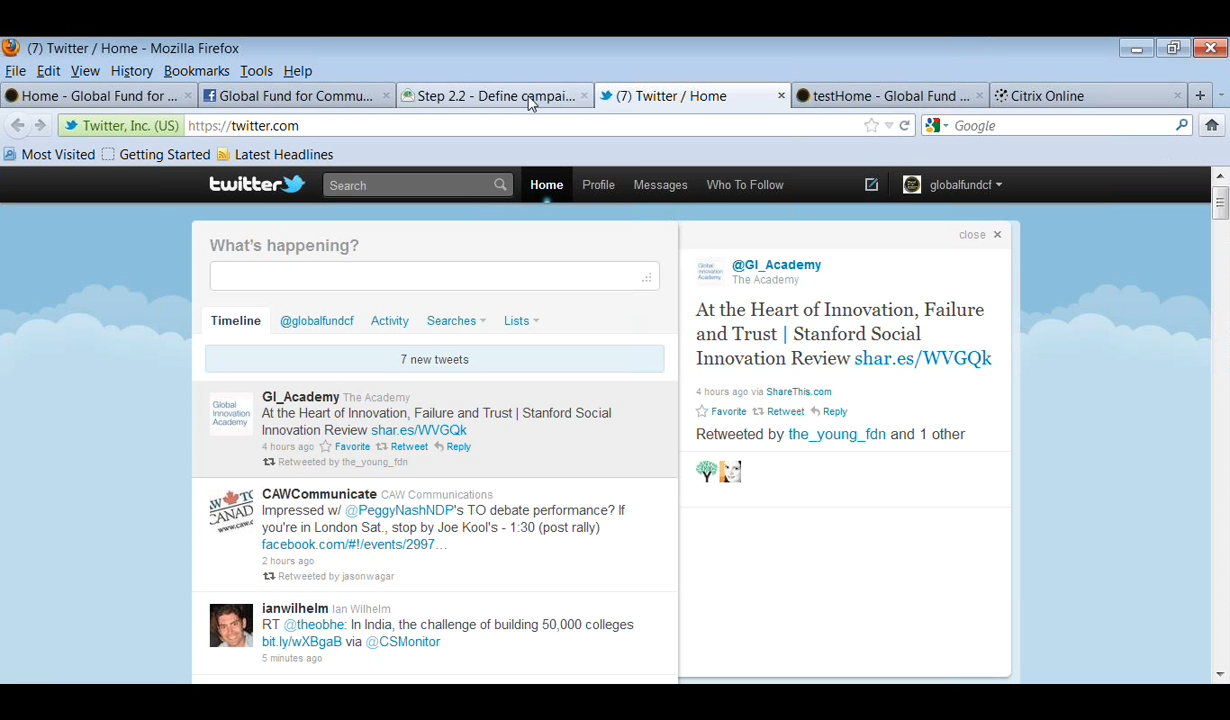 (7) Twitter / Home - Mozilla Firefox
File Edit View History Bookmarks Tools Help
Home - Global Fund for ... Global Fund for Commu... Step 2.2 - Define campai... (7) Twitter / Home testHome - Global Fund ... Citrix Online
Twitter, Inc. (US) https://twitter.com Google
Most Visited Getting Started Latest Headlines
twitter Search Home Profile Messages Who To Follow globalfundcf
What's happening?
close
Timeline @globalfundcf Activity Searches Lists
7 new tweets
Global Innovation Academy
GI_Academy The Academy
At the Heart of Innovation, Failure and Trust | Stanford Social
Innovation Review shar.es/WVGQk
4 hours ago Favorite Retweet Reply
Retweeted by the_young_fdn
CAWCommunicate CAW Communications
Impressed w/ @PeggyNashNDP's TO debate performance? If
you're in London Sat., stop by Joe Kool's - 1:30 (post rally)
facebook.com/#!/events/2997...
2 hours ago
Retweeted by jasonwagar
ianwilhelm Ian Wilhelm
RT @theobhe: In India, the challenge of building 50,000 colleges
bit.ly/wXBgaB via @CSMonitor
5 minutes ago
@GI_Academy
The Academy
At the Heart of Innovation, Failure
and Trust | Stanford Social
Innovation Review shar.es/WVGQk
4 hours ago via ShareThis.com
Favorite Retweet Reply
Retweeted by the_young_fdn and 1 other